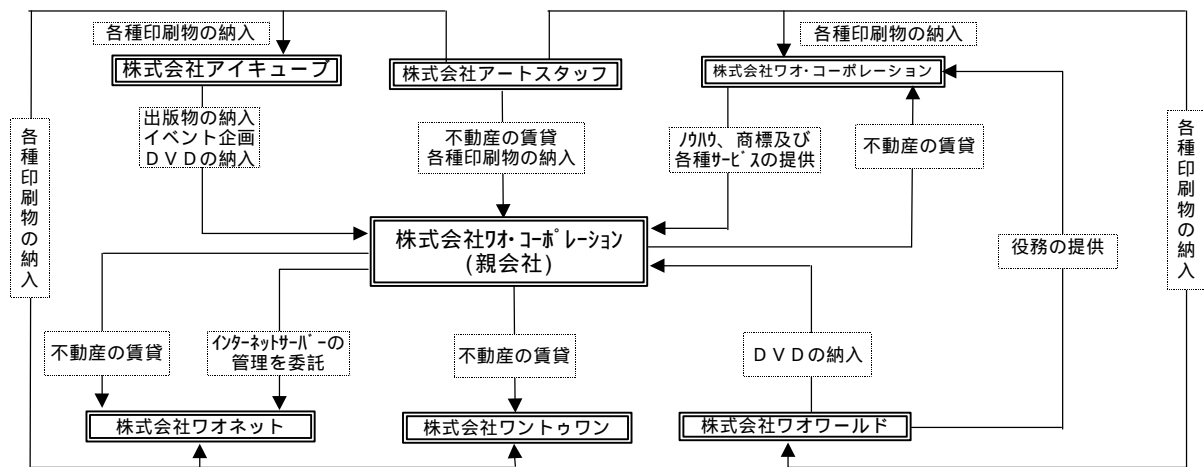 各種印刷物の納入
各種印刷物の納入
株式会社アイキューブ
株式会社アートスタッフ
株式会社ワオ・コーポレーション
各種印刷物の納入
出版物の納入
イベント企画
ＤＶＤの納入
不動産の賃貸
各種印刷物の納入
ﾉｳﾊｳ、商標及び
各種ｻｰﾋﾞｽの提供
不動産の賃貸
各種印刷物の納入
株式会社ﾜｵ･ｺｰﾎﾟﾚｰｼｮﾝ
(親会社)
役務の提供
不動産の賃貸
ｲﾝﾀｰﾈｯﾄｻｰﾊﾞｰの
管理を委託
不動産の賃貸
ＤＶＤの納入
株式会社ワオネット
株式会社ワントゥワン
株式会社ワオワールド